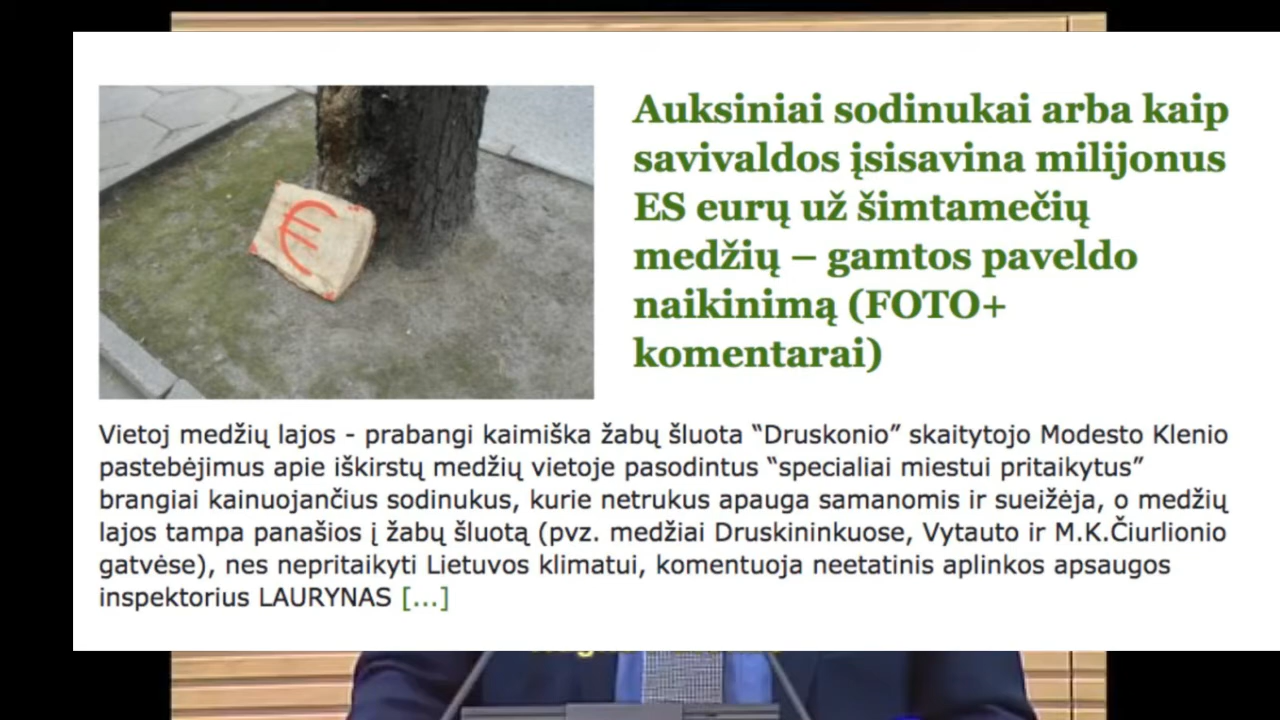 Auksiniai sodinukai arba kaip
savivaldos įsisavina milijonus
ES eurų už šimtamečių
medžių – gamtos paveldo
naikinimą (FOTO+
komentarai)
€
Vietoj medžių lajos - prabangi kaimiška žabų šluota “Druskonio” skaitytojo Modesto Klenio
pastebėjimus apie iškirstų medžių vietoje pasodintus “specialiai miestui pritaikytus”
brangiai kainuojančius sodinukus, kurie netrukus apauga samanomis ir sueižėja, o medžių
lajos tampa panašios į žabų šluotą (pvz. medžiai Druskininkuose, Vytauto ir M.K.Čiurlionio
gatvėse), nes nepritaikyti Lietuvos klimatui, komentuoja neetatinis aplinkos apsaugos
inspektorius LAURYNAS [...]